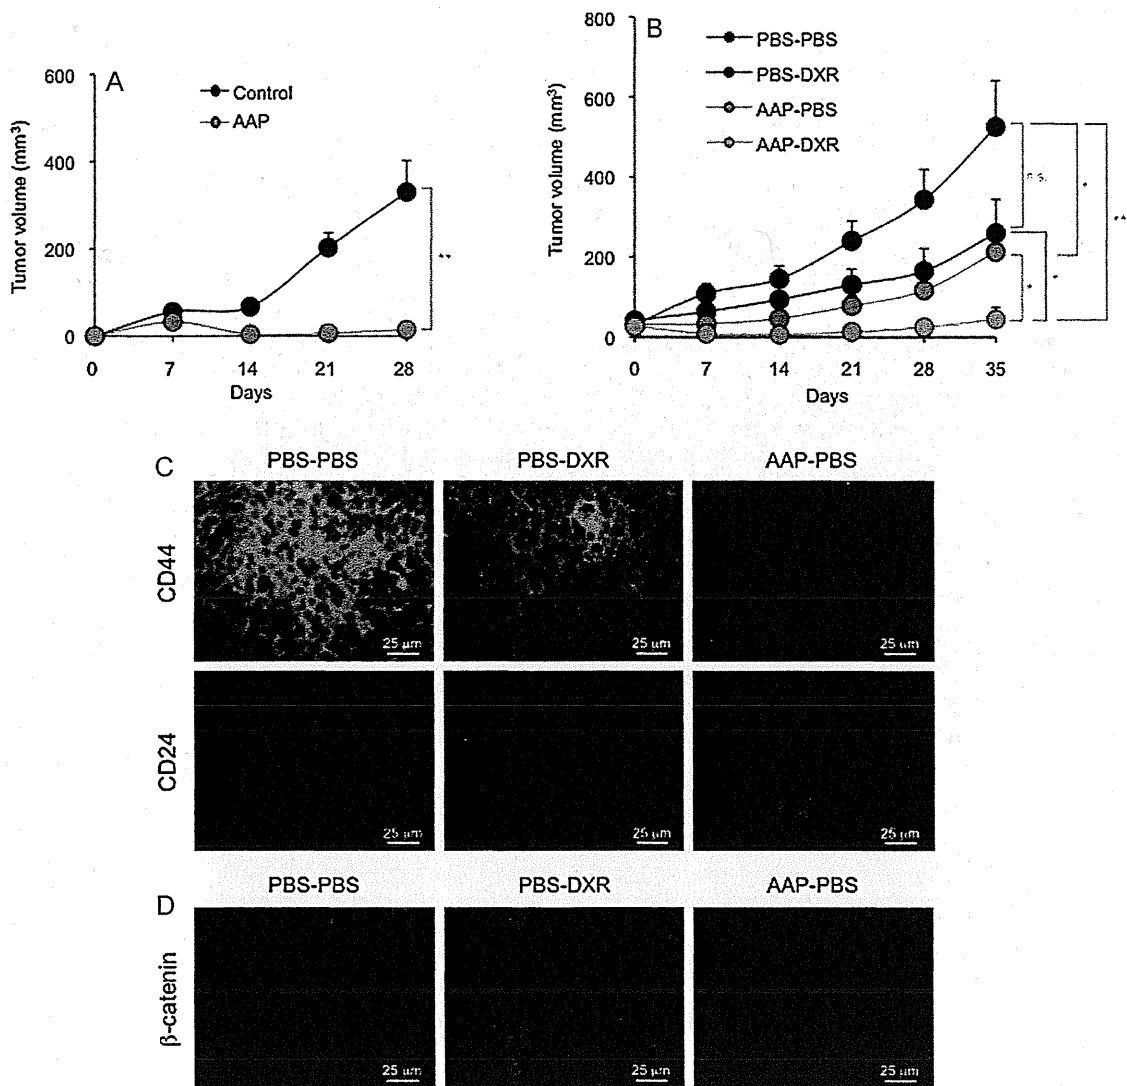 A
Control
AAP
Tumor volume (mm³)
600
400
200
0
0 7 14 21 28
Days
**
B
PBS-PBS
PBS-DXR
AAP-PBS
AAP-DXR
Tumor volume (mm³)
800
600
400
200
0
0 7 14 21 28 35
Days
n.s.
*
**
*
*
C
PBS-PBS PBS-DXR AAP-PBS
CD44
25 µm 25 µm 25 µm
CD24
25 µm 25 µm 25 µm
D
PBS-PBS PBS-DXR AAP-PBS
β-catenin
25 µm 25 µm 25 µm